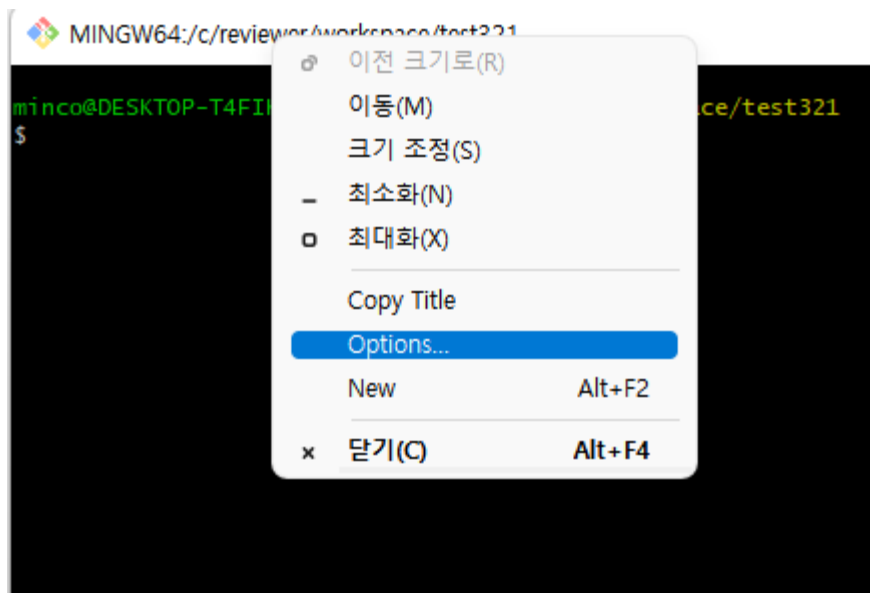 MINGW64:/c/reviewer/workspace/test321
이전 크기로(R)
minco@DESKTOP-T4FI
이동(M)
ce/test321
$
크기 조정(S)
최소화(N)
최대화(X)
Copy Title
Options...
New Alt+F2
닫기(C) Alt+F4